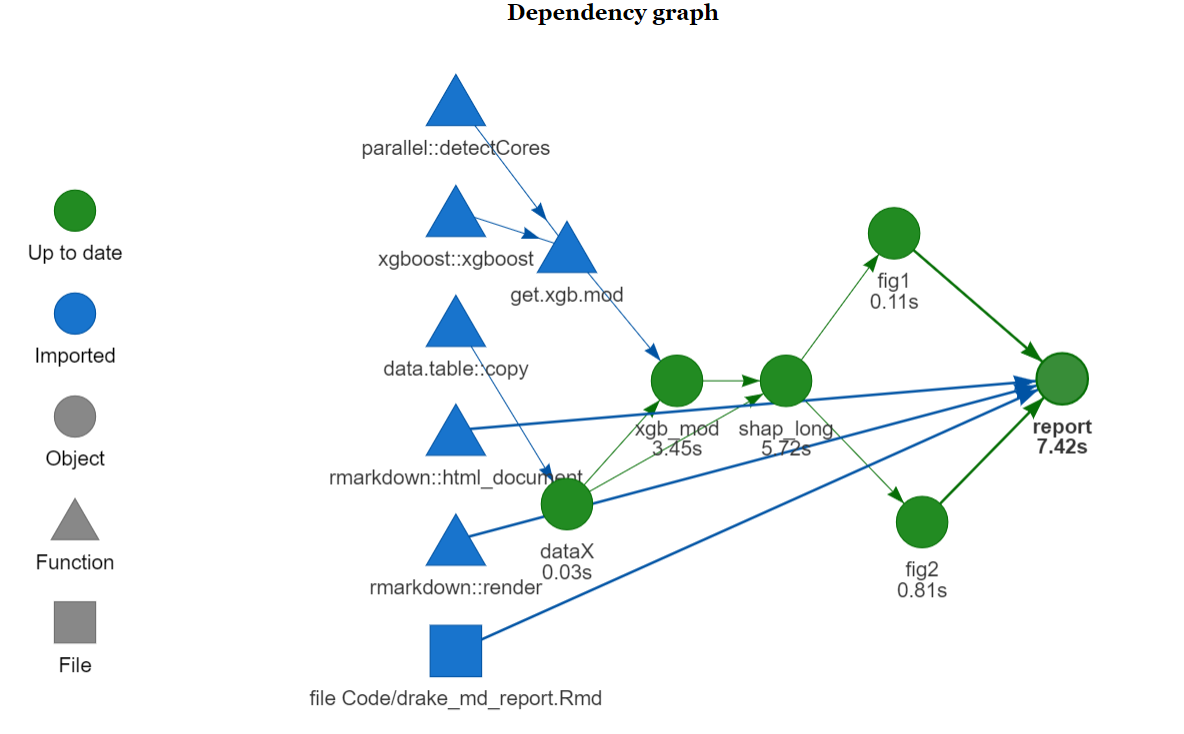 Dependency graph
Up to date
Imported
Object
Function
File
parallel::detectCores
xgboost::xgboost
get.xgb.mod
data.table::copy
rmarkdown::html_document
rmarkdown::render
file Code/drake_md_report.Rmd
dataX
0.03s
xgb_mod
3.45s
shap_long
5.72s
fig1
0.11s
fig2
0.81s
report
7.42s